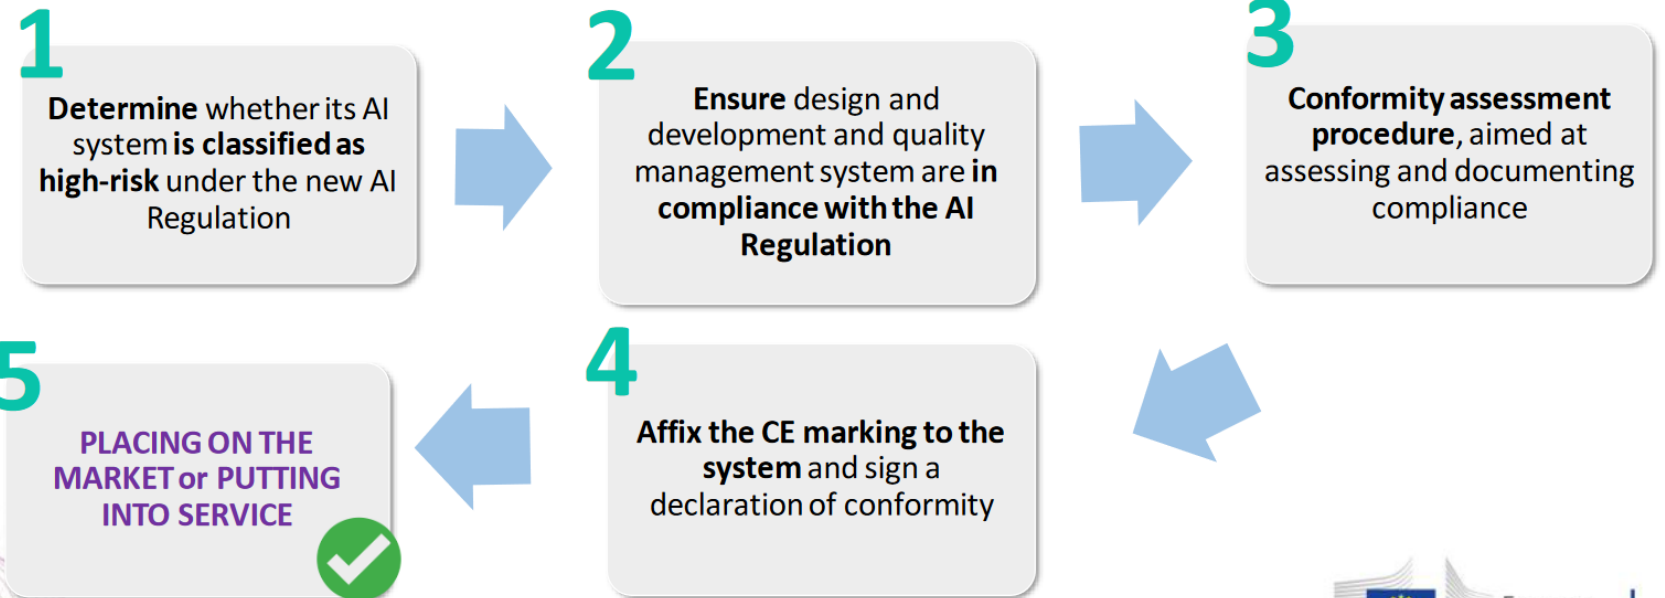 1
Determine whether its AI
system is classified as
high-risk under the new AI
Regulation
2
Ensure design and
development and quality
management system are in
compliance with the AI
Regulation
3
Conformity assessment
procedure, aimed at
assessing and documenting
compliance
4
Affix the CE marking to the
system and sign a
declaration of conformity
5
PLACING ON THE
MARKET or PUTTING
INTO SERVICE